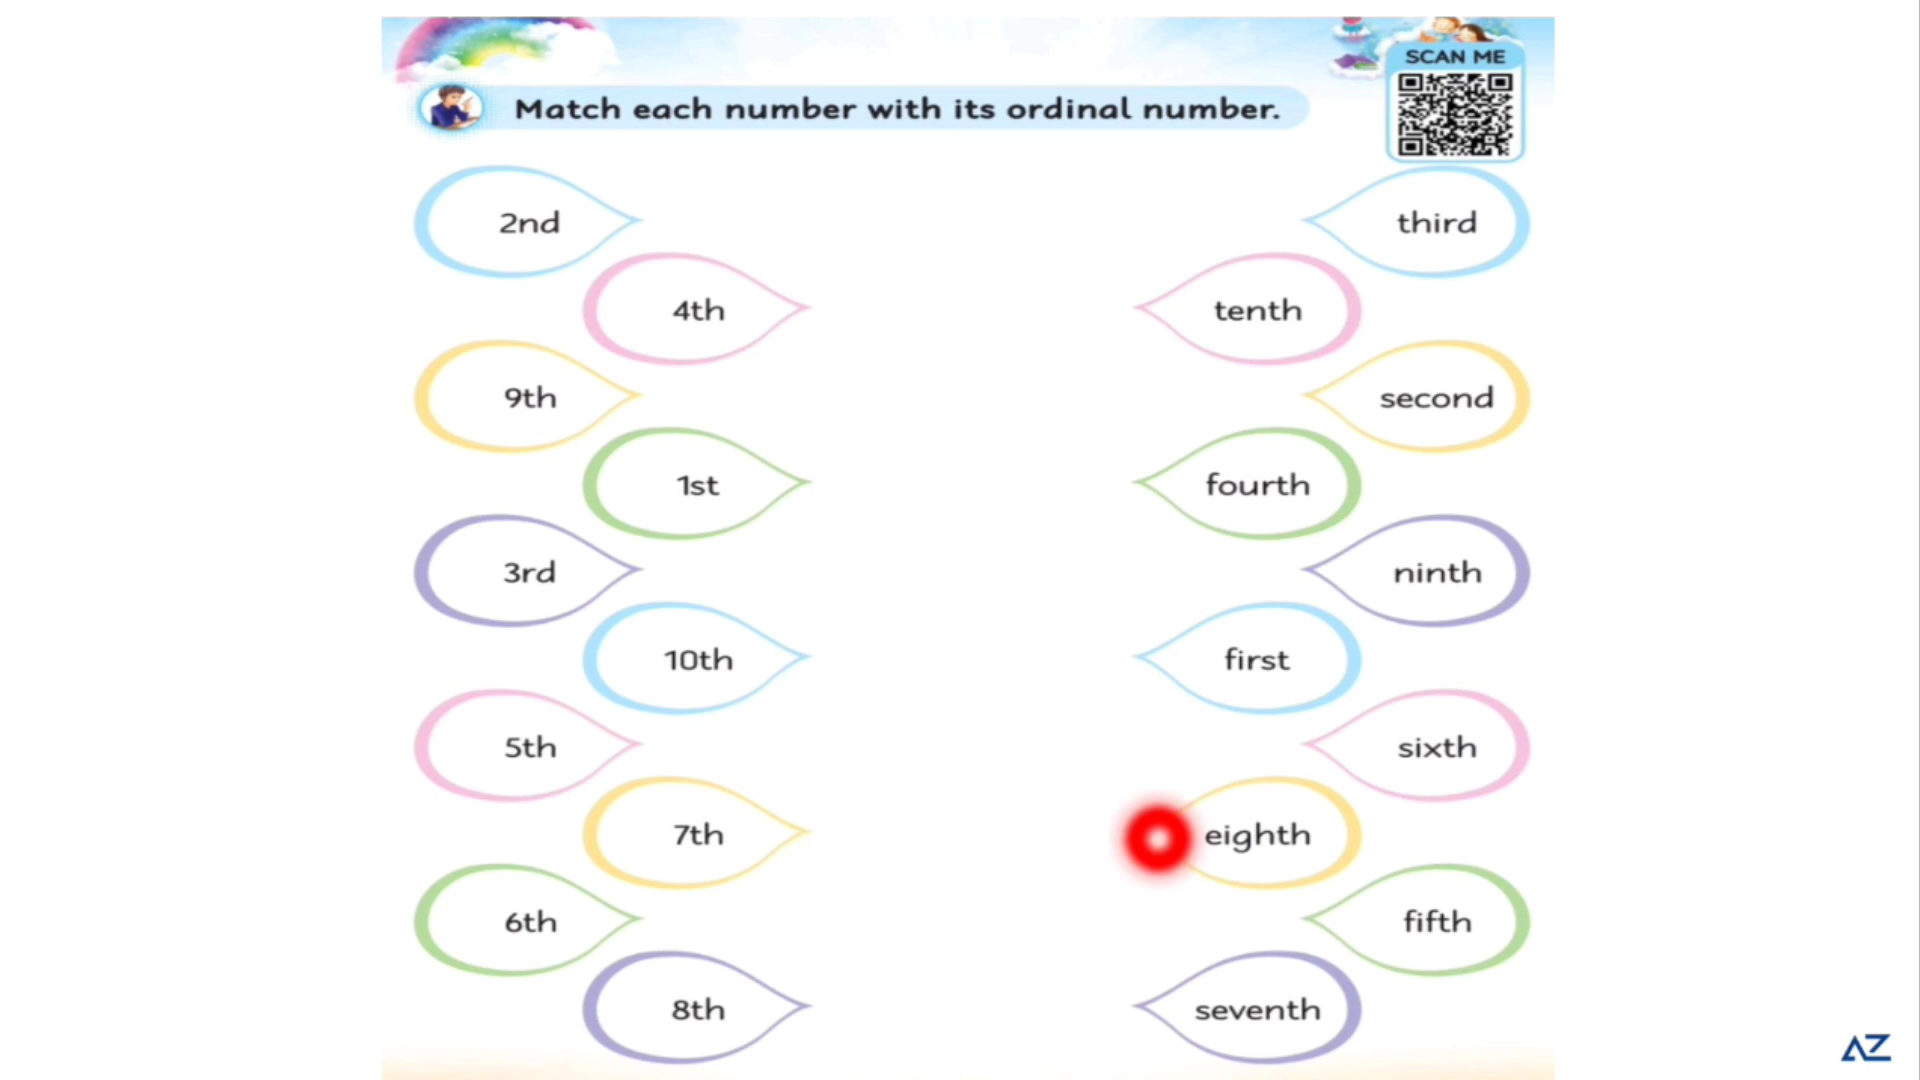 SCAN ME
Match each number with its ordinal number.
2nd
third
4th
tenth
9th
second
1st
fourth
3rd
ninth
10th
first
5th
sixth
7th
eighth
6th
fifth
8th
seventh
AZ